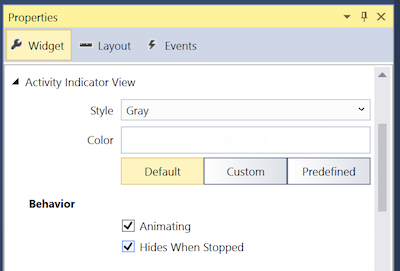 Properties
Widget Layout Events
Activity Indicator View
Style Gray
Color
Default Custom Predefined
Behavior
Animating
Hides When Stopped